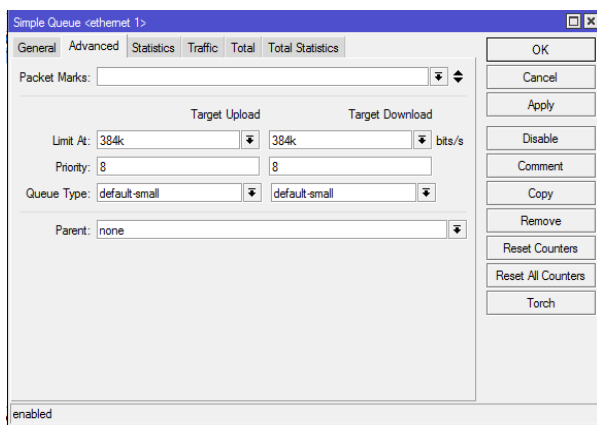 Simple Queue <ethernet 1>
General Advanced Statistics Traffic Total Total Statistics
OK
Packet Marks:
Cancel
Apply
Target Upload Target Download
Limit At: 384k 384k bits/s
Disable
Priority: 8 8
Comment
Queue Type: default-small default-small
Copy
Parent: none
Remove
Reset Counters
Reset All Counters
Torch
enabled